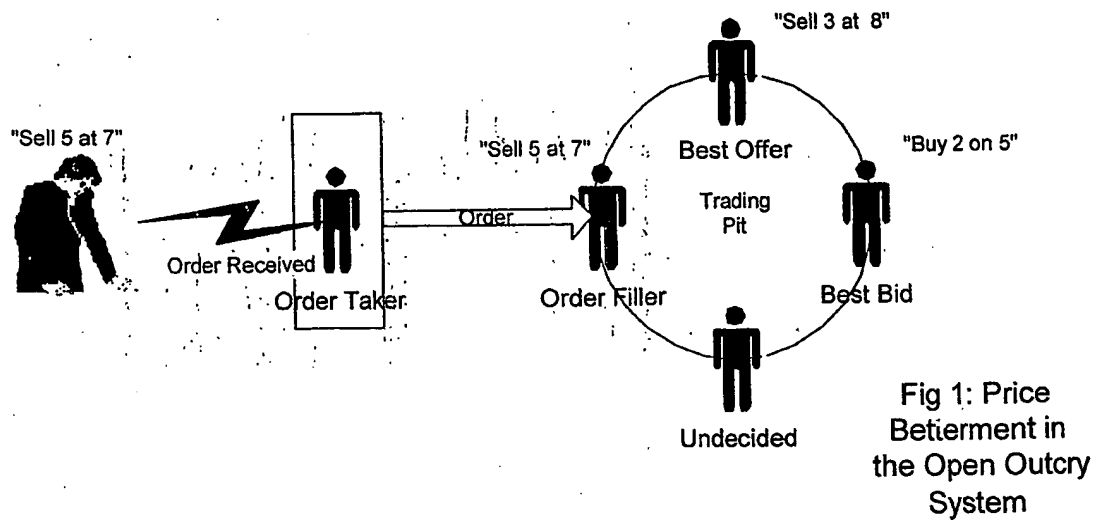 "Sell 3 at 8"
"Sell 5 at 7"
"Sell 5 at 7"
Best Offer
"Buy 2 on 5"
Trading
Pit
Order
Order Received
Order Taker
Order Filler
Best Bid
Undecided
Fig 1: Price
Betterment in
the Open Outcry
System